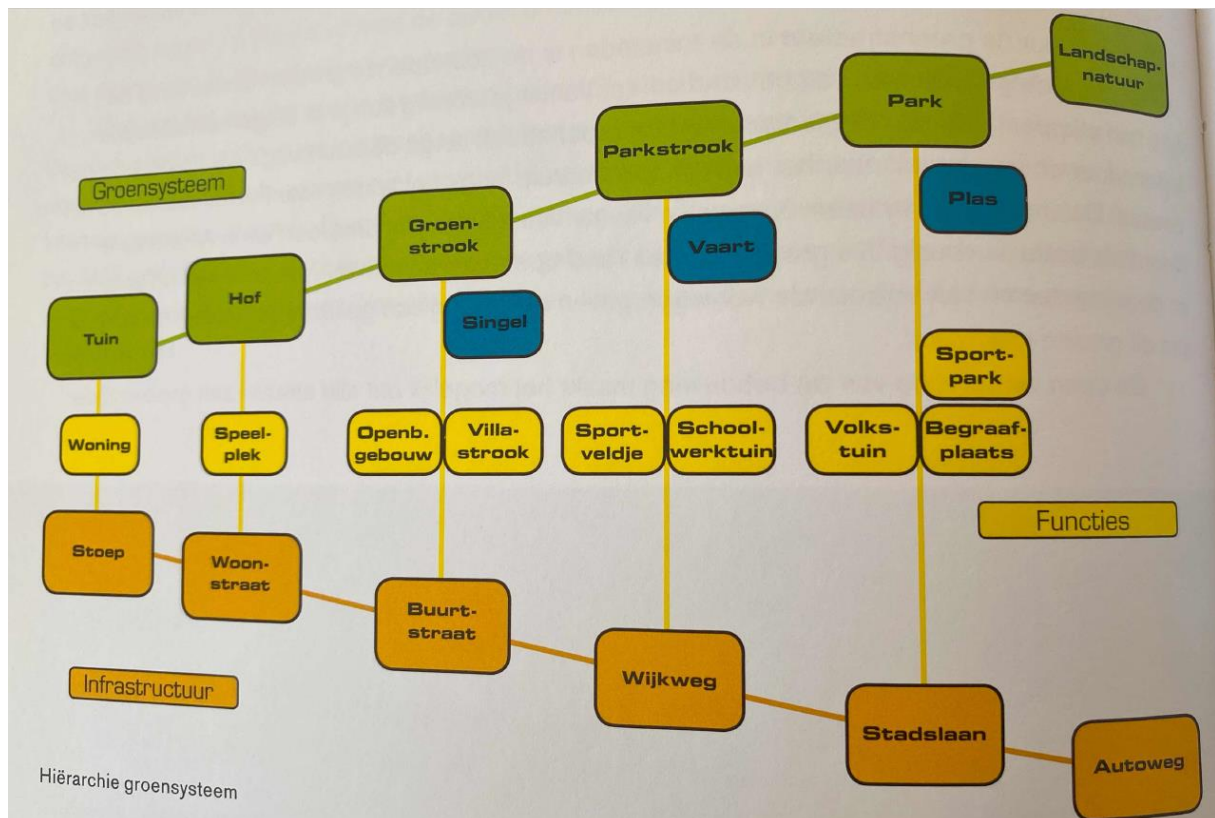 Landschap-
natuur
Park
Parkstrook
Groensysteem
Plas
Groen-
strook
Vaart
Hof
Singel
Tuin
Sport-
park
Woning
Speel-
plek
Openb.
gebouw
Villa-
strook
Sport-
veldje
School-
werktuin
Volks-
tuin
Begraaf-
plaats
Functies
Stoep
Woon-
straat
Buurt-
straat
Wijkweg
Infrastructuur
Stadslaan
Autoweg
Hiërarchie groensysteem